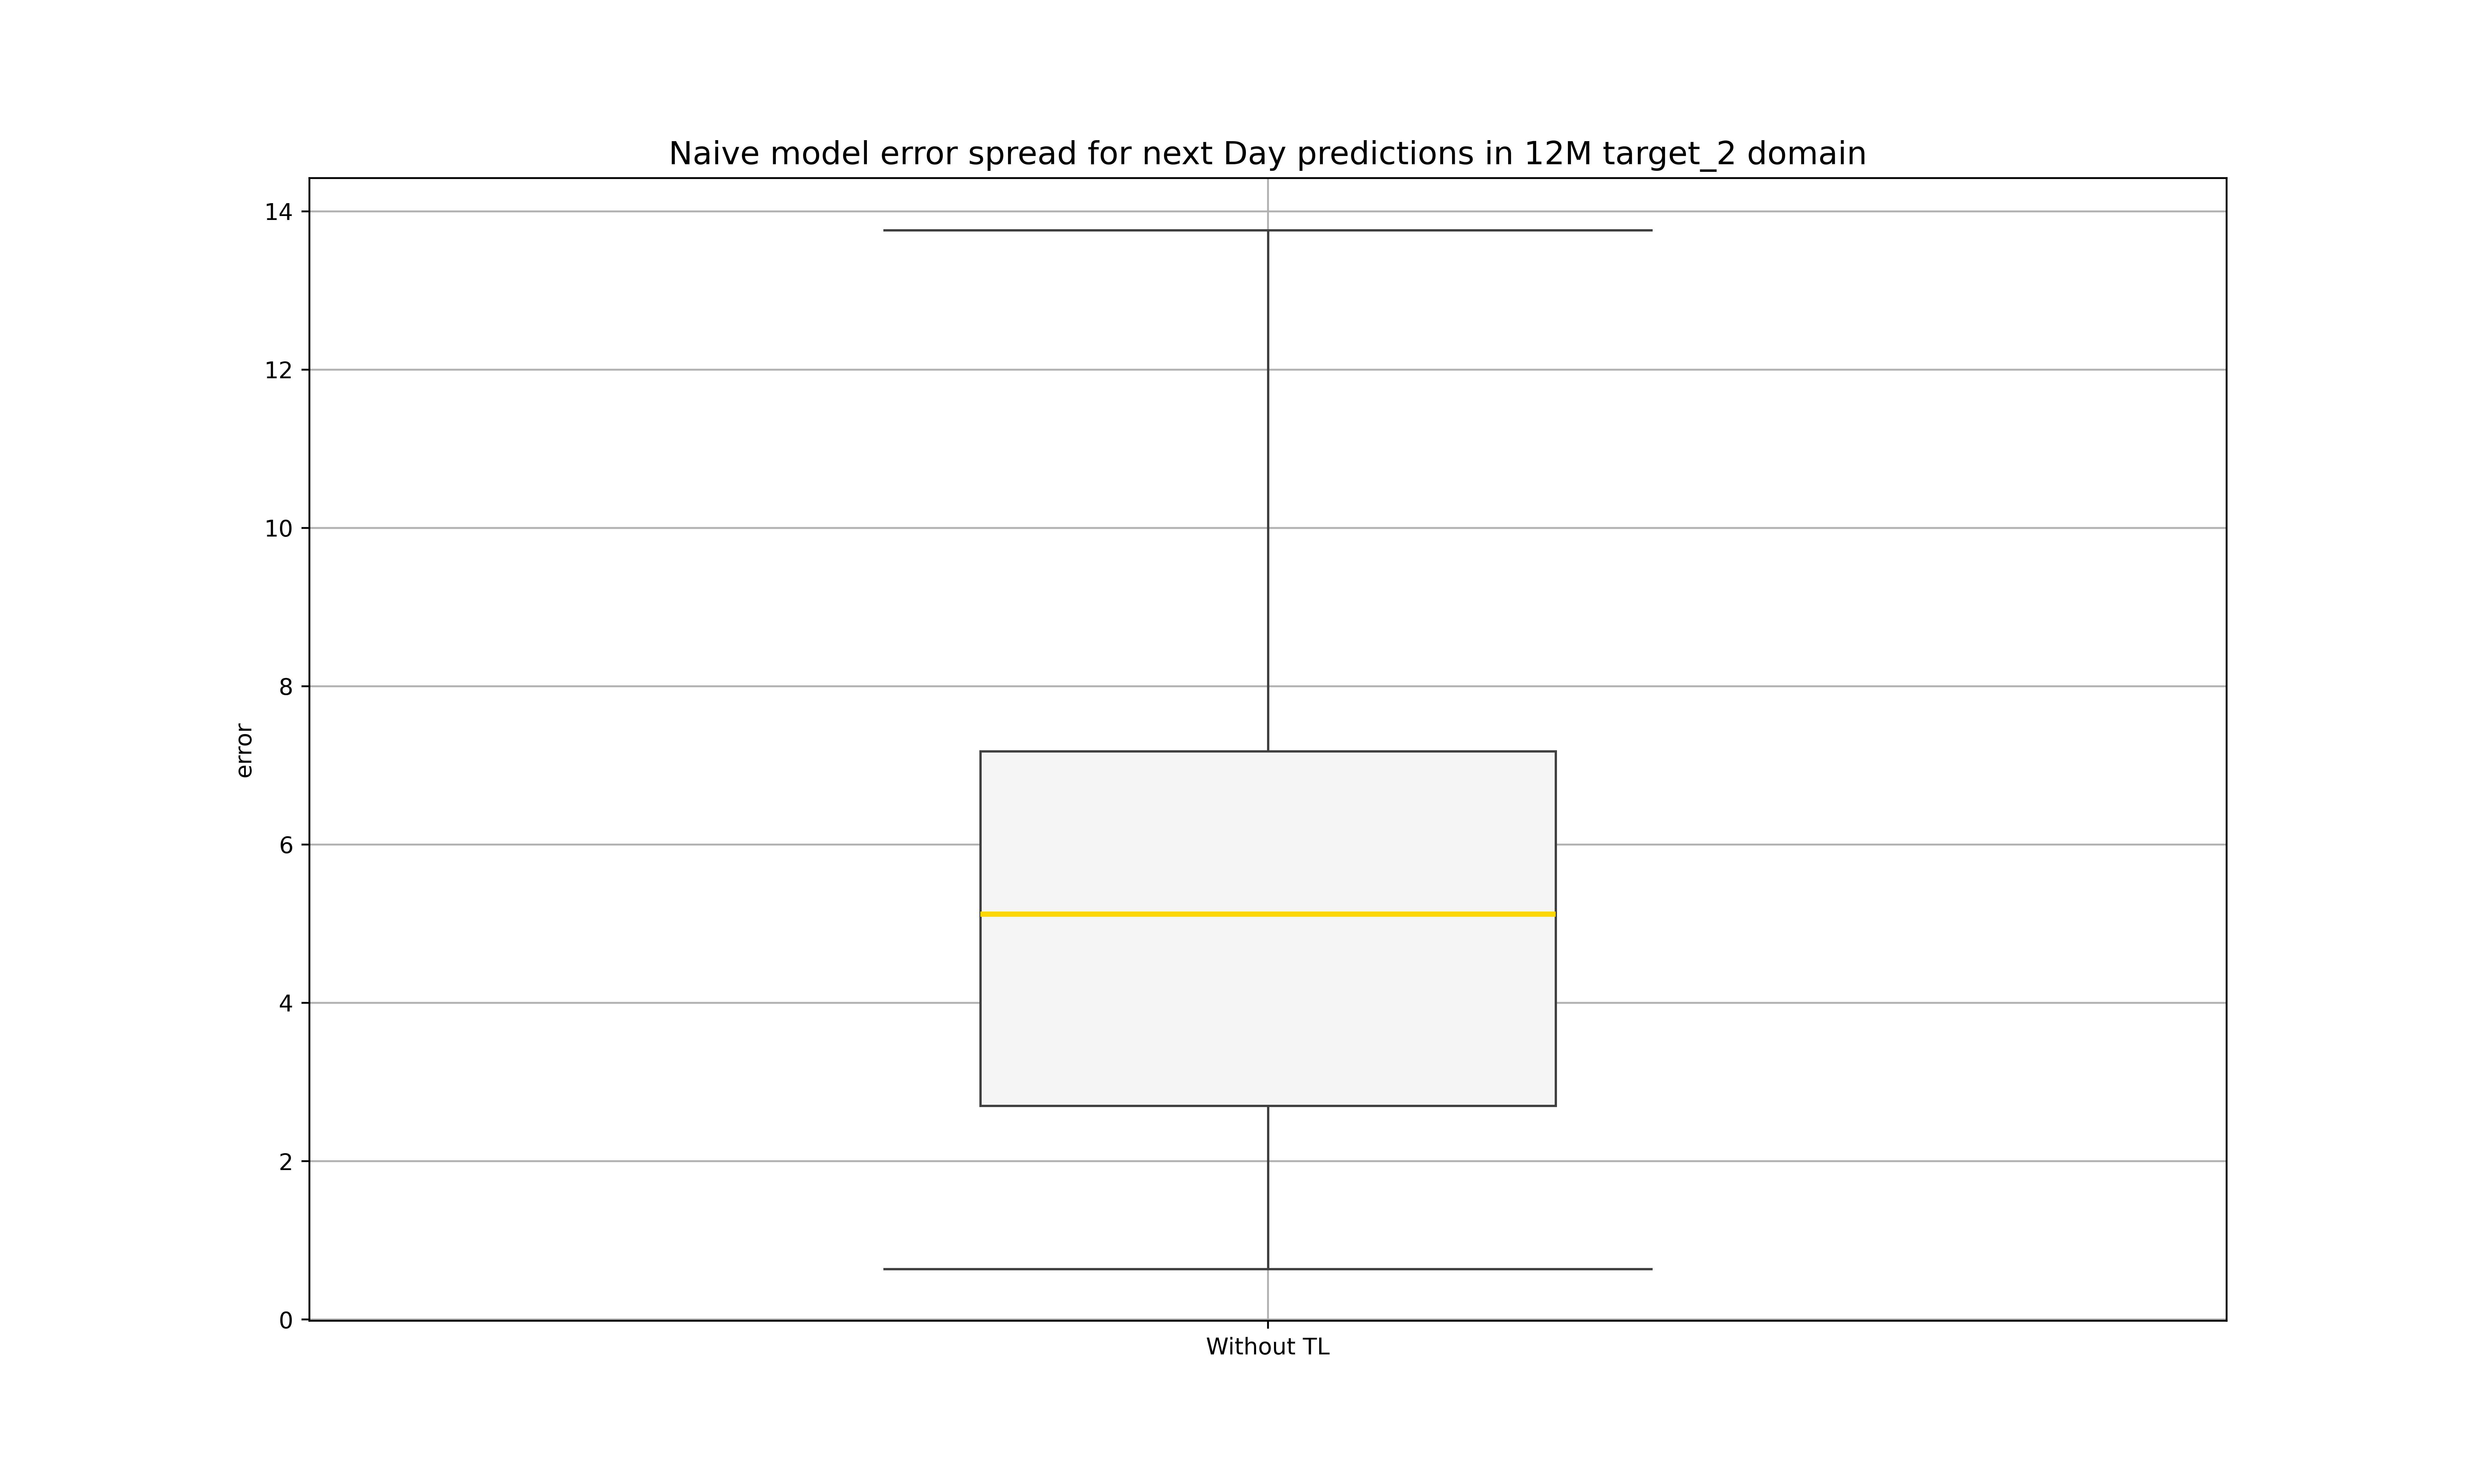 Naive model error spread for next Day predictions in 12M target_2 domain
14
12
10
8
6
4
2
0
error
Without TL